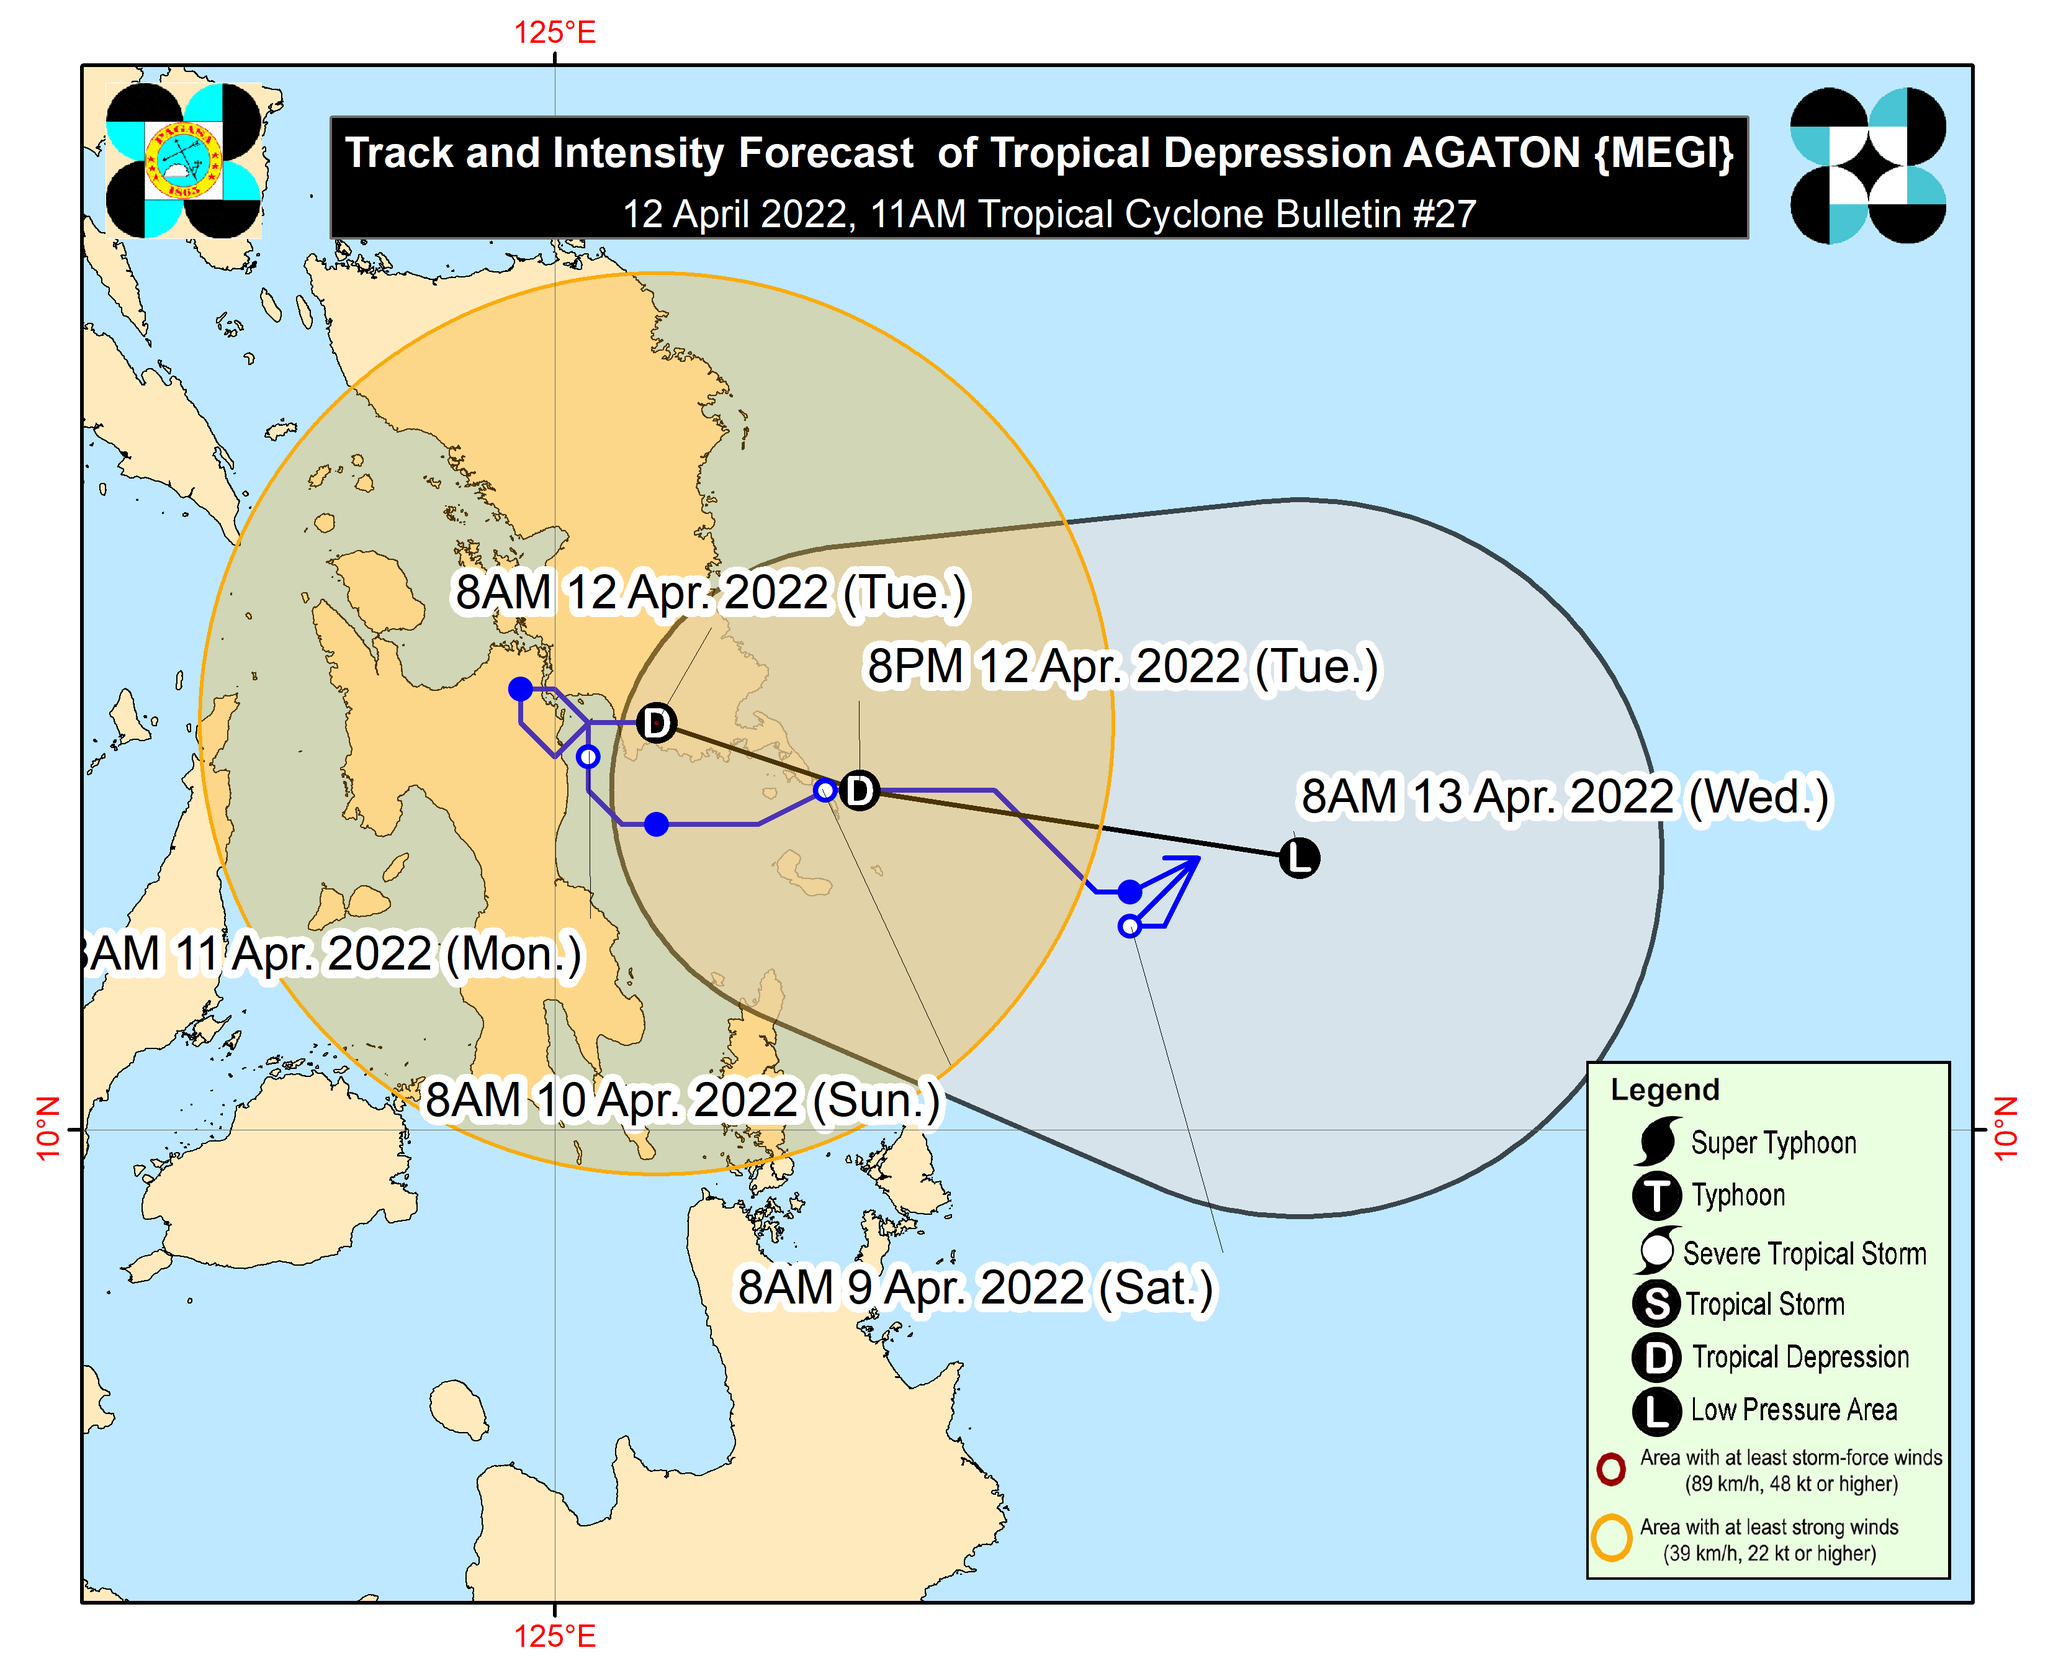 125°E
PAGASA
1865
Track and Intensity Forecast of Tropical Depression AGATON {MEGI}
12 April 2022, 11AM Tropical Cyclone Bulletin #27
8AM 12 Apr. 2022 (Tue.)
8PM 12 Apr. 2022 (Tue.)
D
D
8AM 13 Apr. 2022 (Wed.)
L
8AM 11 Apr. 2022 (Mon.)
8AM 10 Apr. 2022 (Sun.)
8AM 9 Apr. 2022 (Sat.)
10°N
10°N
Legend
Super Typhoon
T Typhoon
Severe Tropical Storm
S Tropical Storm
D Tropical Depression
L Low Pressure Area
Area with at least storm-force winds
(89 km/h, 48 kt or higher)
Area with at least strong winds
(39 km/h, 22 kt or higher)
125°E